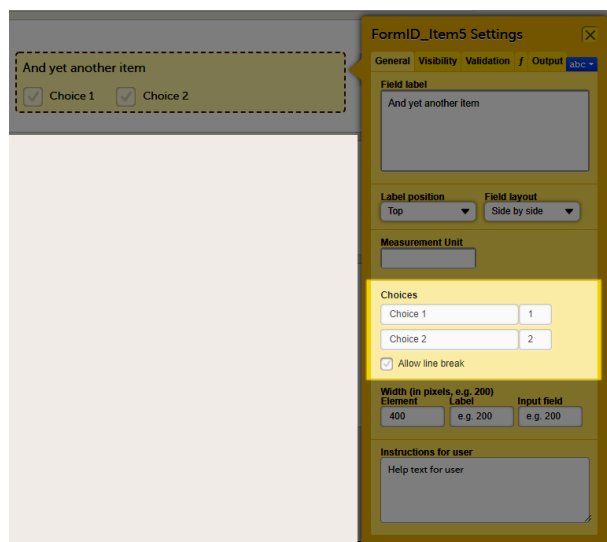 And yet another item
Choice 1 Choice 2
FormID_Item5 Settings
General Visibility Validation ƒ Output abc
Field label
And yet another item
Label position Field layout
Top Side by side
Measurement Unit
Choices
Choice 1 1
Choice 2 2
Allow line break
Width (in pixels, e.g. 200)
Element Label Input field
400 e.g. 200 e.g. 200
Instructions for user
Help text for user